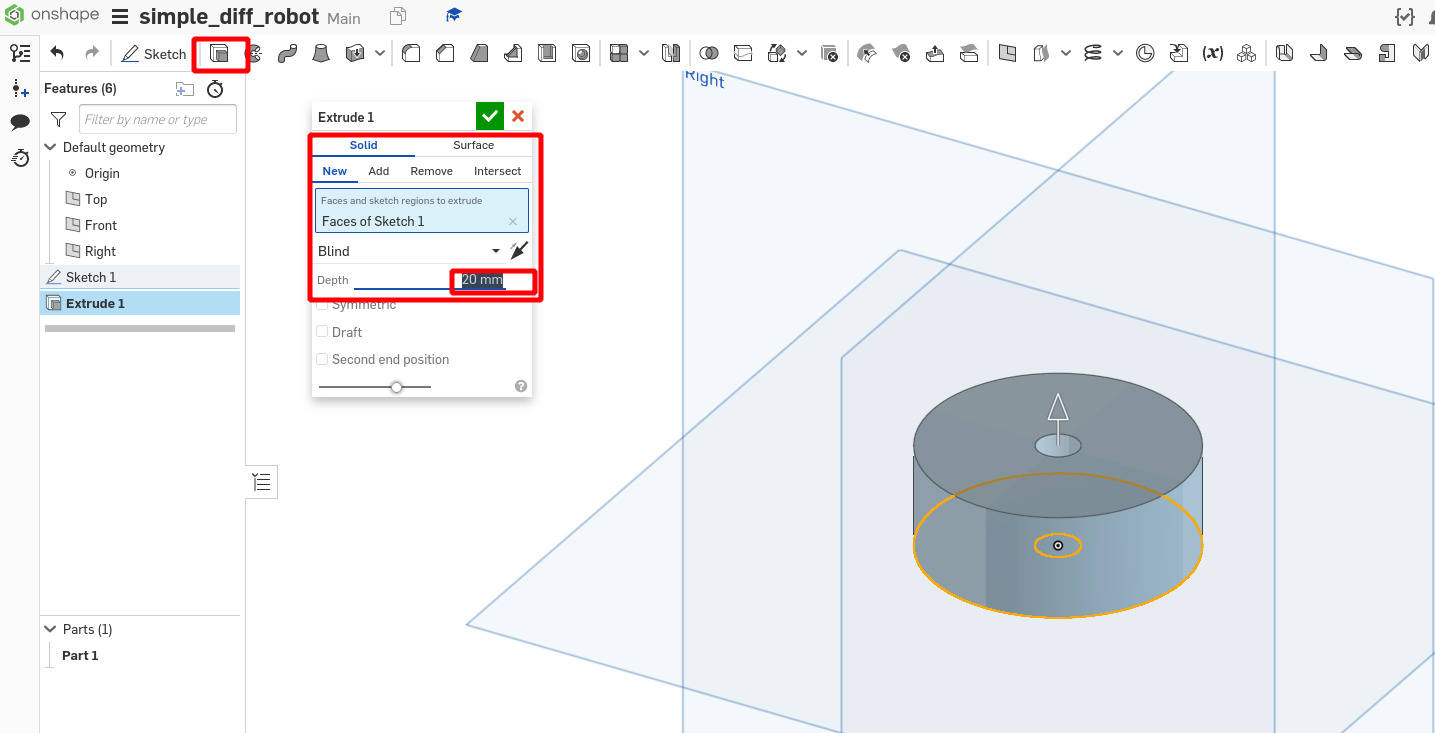 onshape simple_diff_robot Main
Sketch
(x)
Features (6)
Filter by name or type
Default geometry
Origin
Top
Front
Right
Sketch 1
Extrude 1
Parts (1)
Part 1
Extrude 1
Solid Surface
New Add Remove Intersect
Faces and sketch regions to extrude
Faces of Sketch 1
Blind
Depth 20 mm
Symmetric
Draft
Second end position
Right